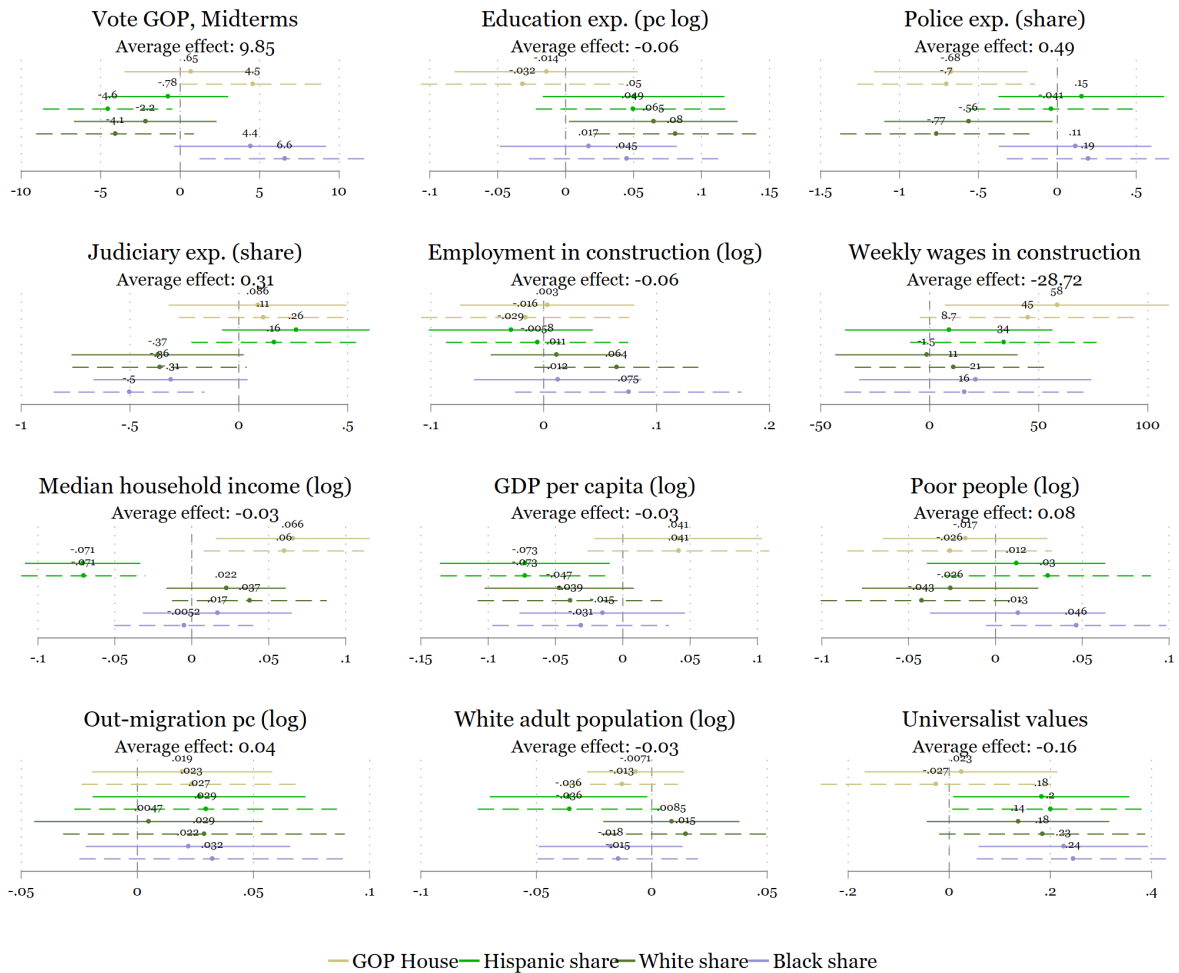 Vote GOP, Midterms
Average effect: 9.85
.65
4.5
-.78
-4.6
-2.2
-4.1
4.4
6.6
-10 -5 0 5 10
Education exp. (pc log)
Average effect: -0.06
-.014
-.032
.05
.049
.065
.08
.017
.045
-.1 -.05 0 .05 .1 .15
Police exp. (share)
Average effect: 0.49
-.68
-.7
.15
-.041
-.56
-.77
.11
.19
-1.5 -1 -.5 0 .5
Judiciary exp. (share)
Average effect: 0.31
.086
.11
.26
.16
-.37
-.36
-.31
-.5
-1 -.5 0 .5
Employment in construction (log)
Average effect: -0.06
.003
-.016
-.029
-.0058
.011
.064
.012
.075
-.1 0 .1 .2
Weekly wages in construction
Average effect: -28.72
58
45
8.7
34
-1.5
11
21
16
-50 0 50 100
Median household income (log)
Average effect: -0.03
.066
.06
-.071
-.071
.022
.037
.017
-.0052
-.1 -.05 0 .05 .1
GDP per capita (log)
Average effect: -0.03
.041
.041
-.073
-.073
-.047
-.039
-.015
-.031
-.15 -.1 -.05 0 .05 .1
Poor people (log)
Average effect: 0.08
-.017
-.026
.012
.03
-.026
-.043
.013
.046
-.1 -.05 0 .05 .1
Out-migration pc (log)
Average effect: 0.04
.019
.023
.027
.029
.0047
.029
.022
.032
-.05 0 .05 .1
White adult population (log)
Average effect: -0.03
-.0071
-.013
-.036
-.036
.0085
.015
-.018
-.015
-.1 -.05 0 .05
Universalist values
Average effect: -0.16
.023
-.027
.18
.2
.14
.18
.23
.24
-.2 0 .2 .4
GOP House Hispanic share White share Black share